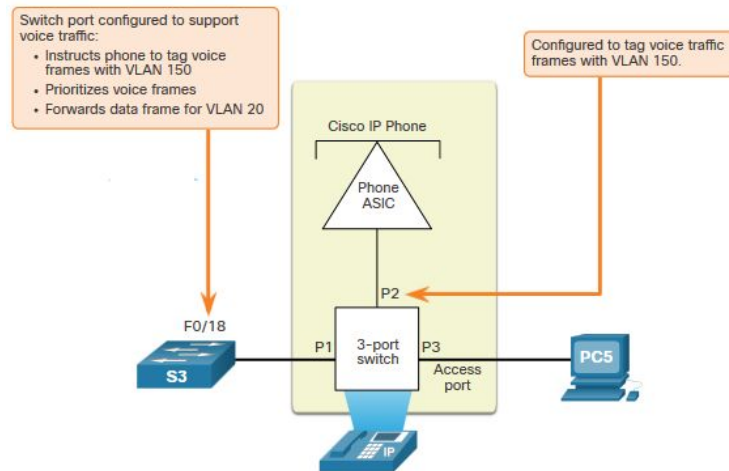 Switch port configured to support
voice traffic:
• Instructs phone to tag voice
frames with VLAN 150
• Prioritizes voice frames
• Forwards data frame for VLAN 20
Configured to tag voice traffic
frames with VLAN 150.
Cisco IP Phone
Phone
ASIC
P2
F0/18
P1
3-port
switch
P3
Access
port
S3
PC5
IP